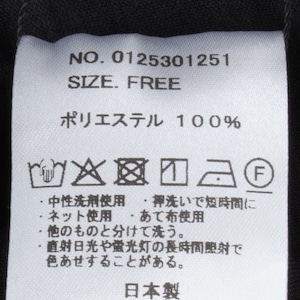 NO. 0125301251
SIZE. FREE
ポリエステル 100%
F
・中性洗剤使用 ・押洗いで短時間に
・ネット使用 ・あて布使用
・他のものと分けて洗う。
・直射日光や蛍光灯の長時間照射で
色あせすることがある。
日本製